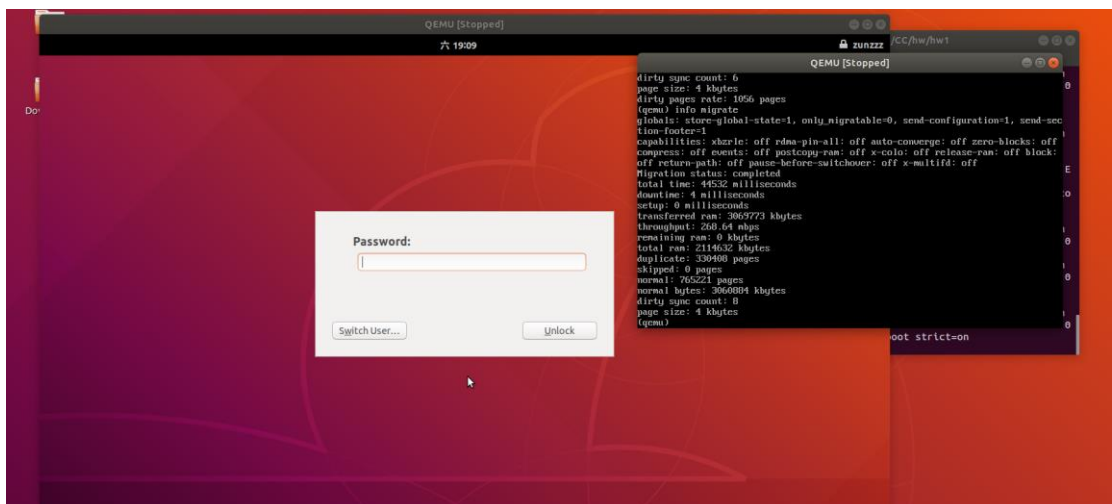 QEMU [Stopped]
六 19:09
zunzzz
/CC/hw/hw1
QEMU [Stopped]
dirty sync count: 6
page size: 4 kbytes
dirty pages rate: 1056 pages
(qemu) info migrate
globals: store-global-state=1, only_migratable=0, send-configuration=1, send-sec
tion-footer=1
capabilities: xbzrle: off rdma-pin-all: off auto-converge: off zero-blocks: off
compress: off events: off postcopy-ram: off x-colo: off release-ram: off block:
off return-path: off pause-before-switchover: off x-multifd: off
Migration status: completed
total time: 44532 milliseconds
downtime: 4 milliseconds
setup: 0 milliseconds
transferred ram: 3069773 kbytes
throughput: 268.64 mbps
remaining ram: 0 kbytes
total ram: 2114632 kbytes
duplicate: 330408 pages
skipped: 0 pages
normal: 765221 pages
normal bytes: 3060884 kbytes
dirty sync count: 8
page size: 4 kbytes
(qemu)
oot strict=on
Password:
Switch User...
Unlock
Do